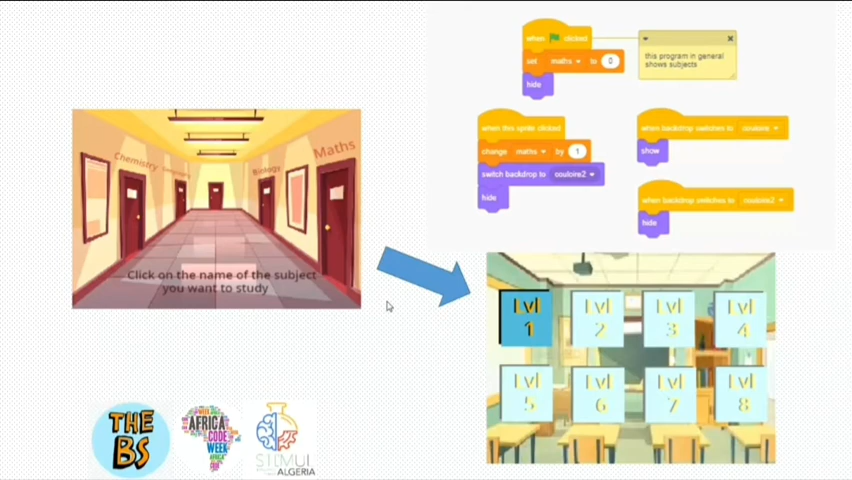 when clicked
set maths to 0
hide
this program in general
shows subjects
when this sprite clicked
change maths by 1
switch backdrop to couloire2
hide
when backdrop switches to couloire
show
when backdrop switches to couloire2
hide
Chemistry
Biology
Maths
Click on the name of the subject
you want to study
Lvl
1
Lvl
2
Lvl
3
Lvl
4
Lvl
5
Lvl
6
Lvl
7
Lvl
8
THE
BS
AFRICA
CODE
WEEK
ALGERIA